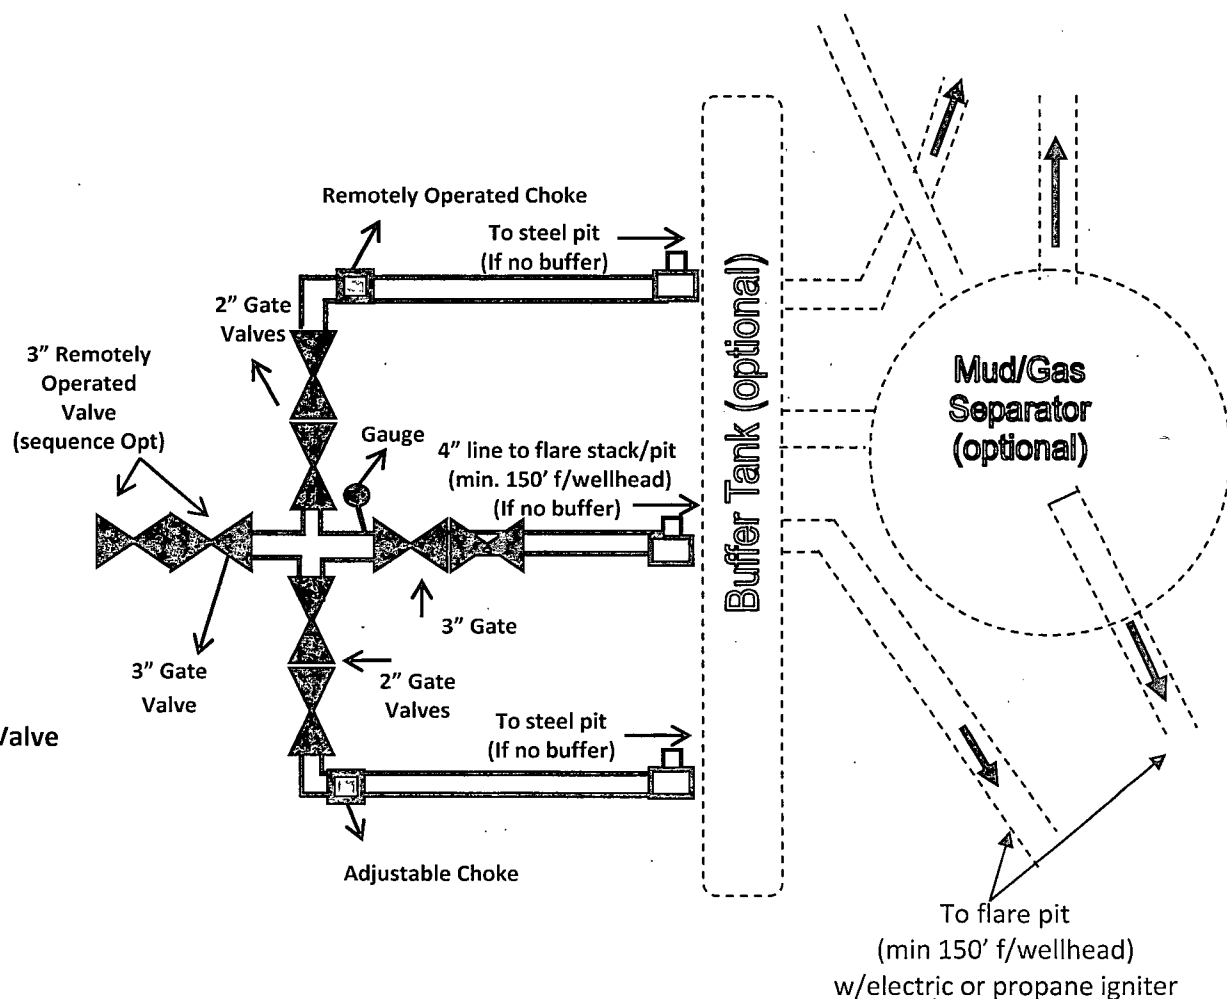 Remotely Operated Choke
To steel pit
(If no buffer)
2” Gate
Valves
3” Remotely
Operated
Valve
(sequence Opt)
Gauge
4” line to flare stack/pit
(min. 150’ f/wellhead)
(If no buffer)
Buffer Tank (optional)
Mud/Gas
Separator
(optional)
3” Gate
3” Gate
Valve
2” Gate
Valves
To steel pit
(If no buffer)
Valve
Adjustable Choke
To flare pit
(min 150’ f/wellhead)
w/electric or propane igniter